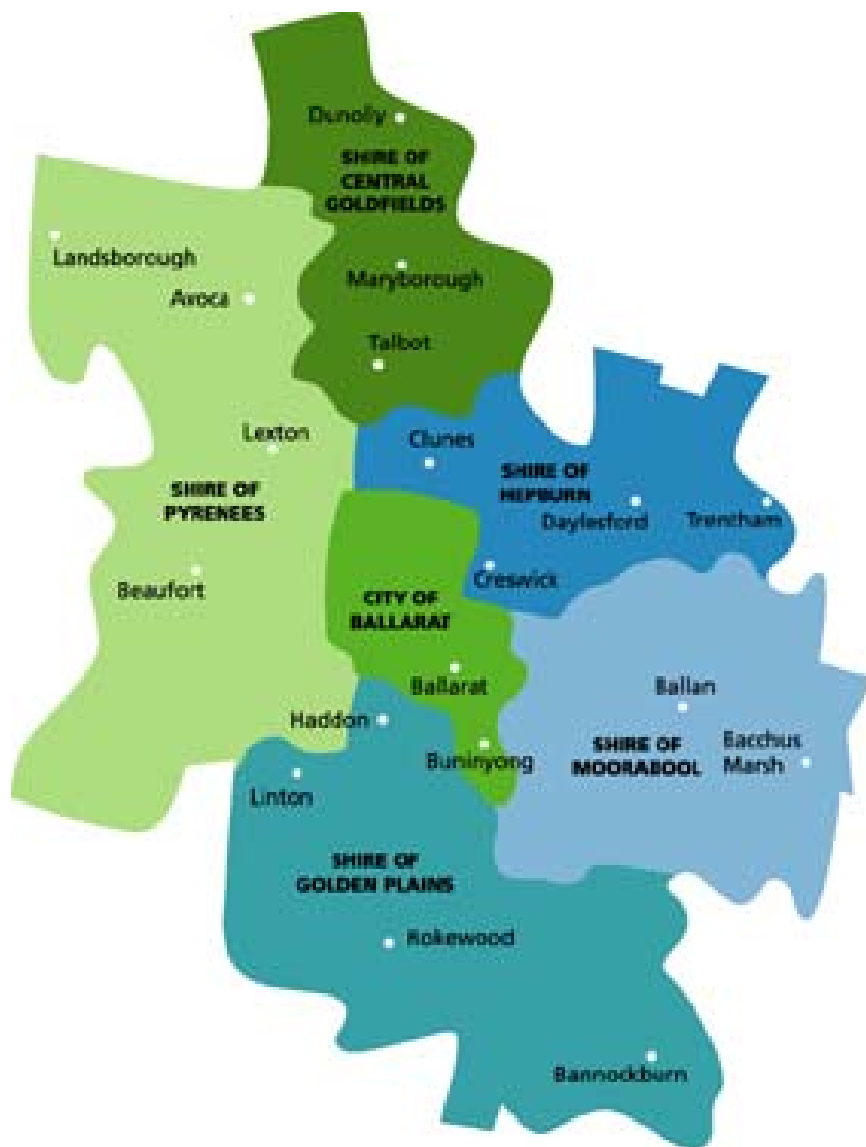 Dunolly
SHIRE OF
CENTRAL
GOLDFIELDS
Landsborough
Maryborough
Avoca
Talbot
Lexton
Clunes
SHIRE OF
HEPBURN
SHIRE OF
PYRENEES
Daylesford
Trentham
Creswick
Beaufort
CITY OF
BALLARAT
Ballarat
Ballan
Haddon
SHIRE OF
MOORABOOL
Bacchus
Marsh
Buninyong
Linton
SHIRE OF
GOLDEN PLAINS
Rokewood
Bannockburn